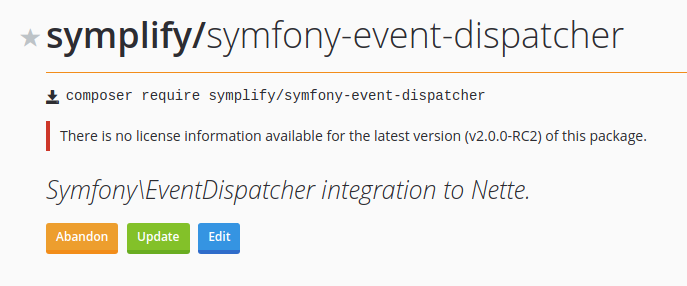 symplify/symfony-event-dispatcher
composer require symplify/symfony-event-dispatcher
There is no license information available for the latest version (v2.0.0-RC2) of this package.
Symfony\EventDispatcher integration to Nette.
Abandon Update Edit